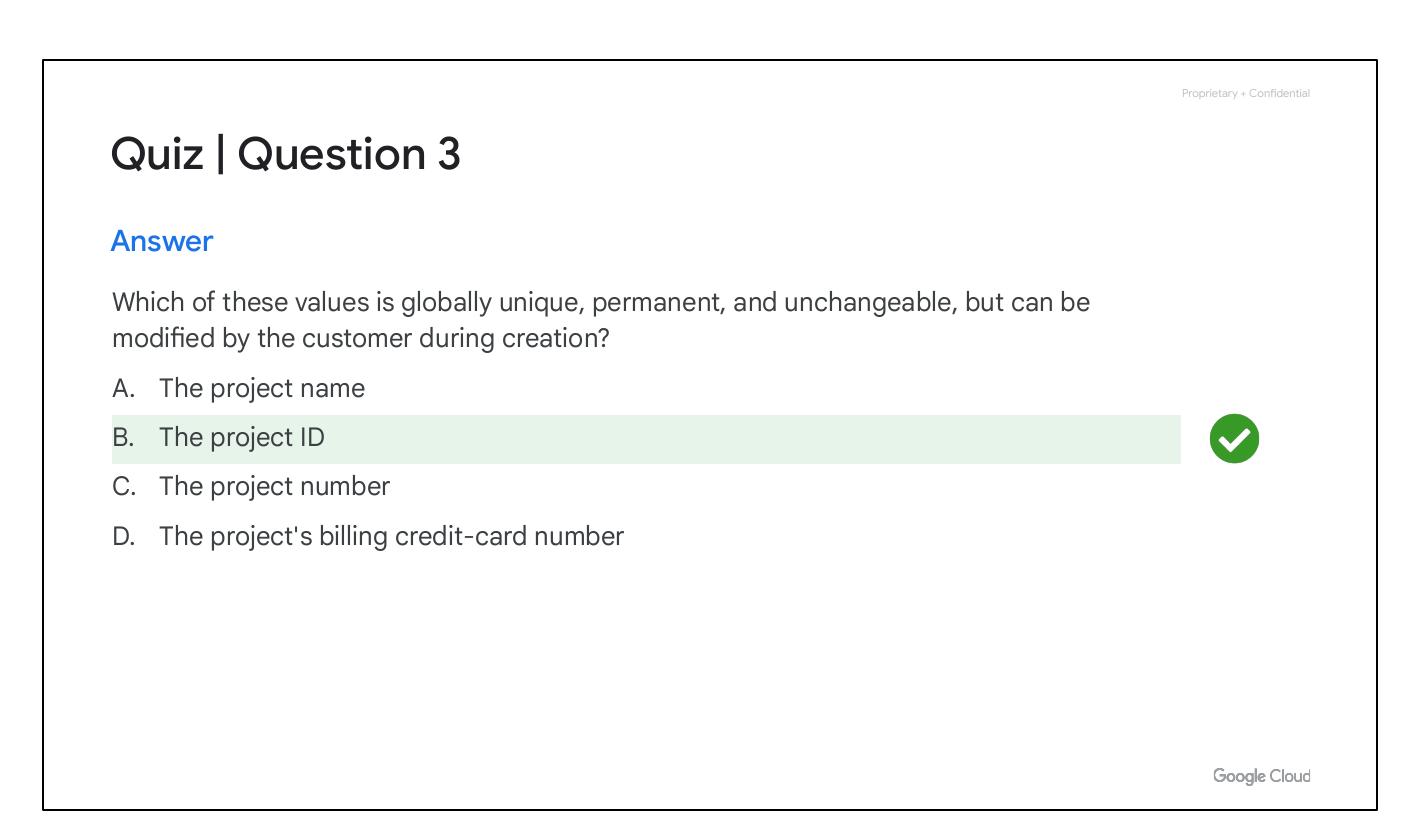 Proprietary + Confidential
Quiz | Question 3
Answer
Which of these values is globally unique, permanent, and unchangeable, but can be
modified by the customer during creation?
A. The project name
B. The project ID
C. The project number
D. The project's billing credit-card number
Google Cloud